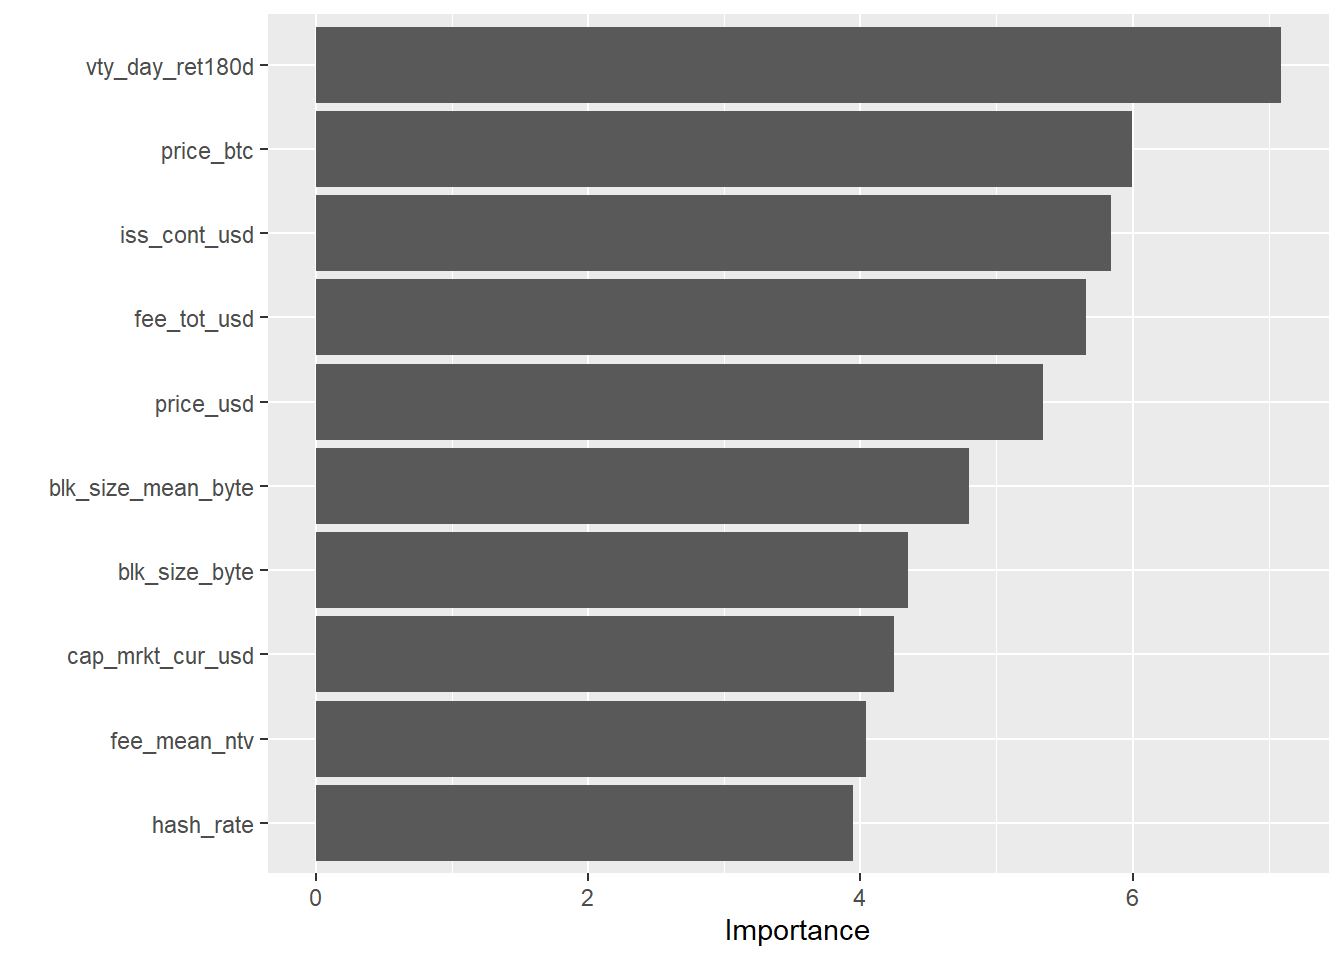 vty_day_ret180d
price_btc
iss_cont_usd
fee_tot_usd
price_usd
blk_size_mean_byte
blk_size_byte
cap_mrkt_cur_usd
fee_mean_ntv
hash_rate
0 2 4 6
Importance